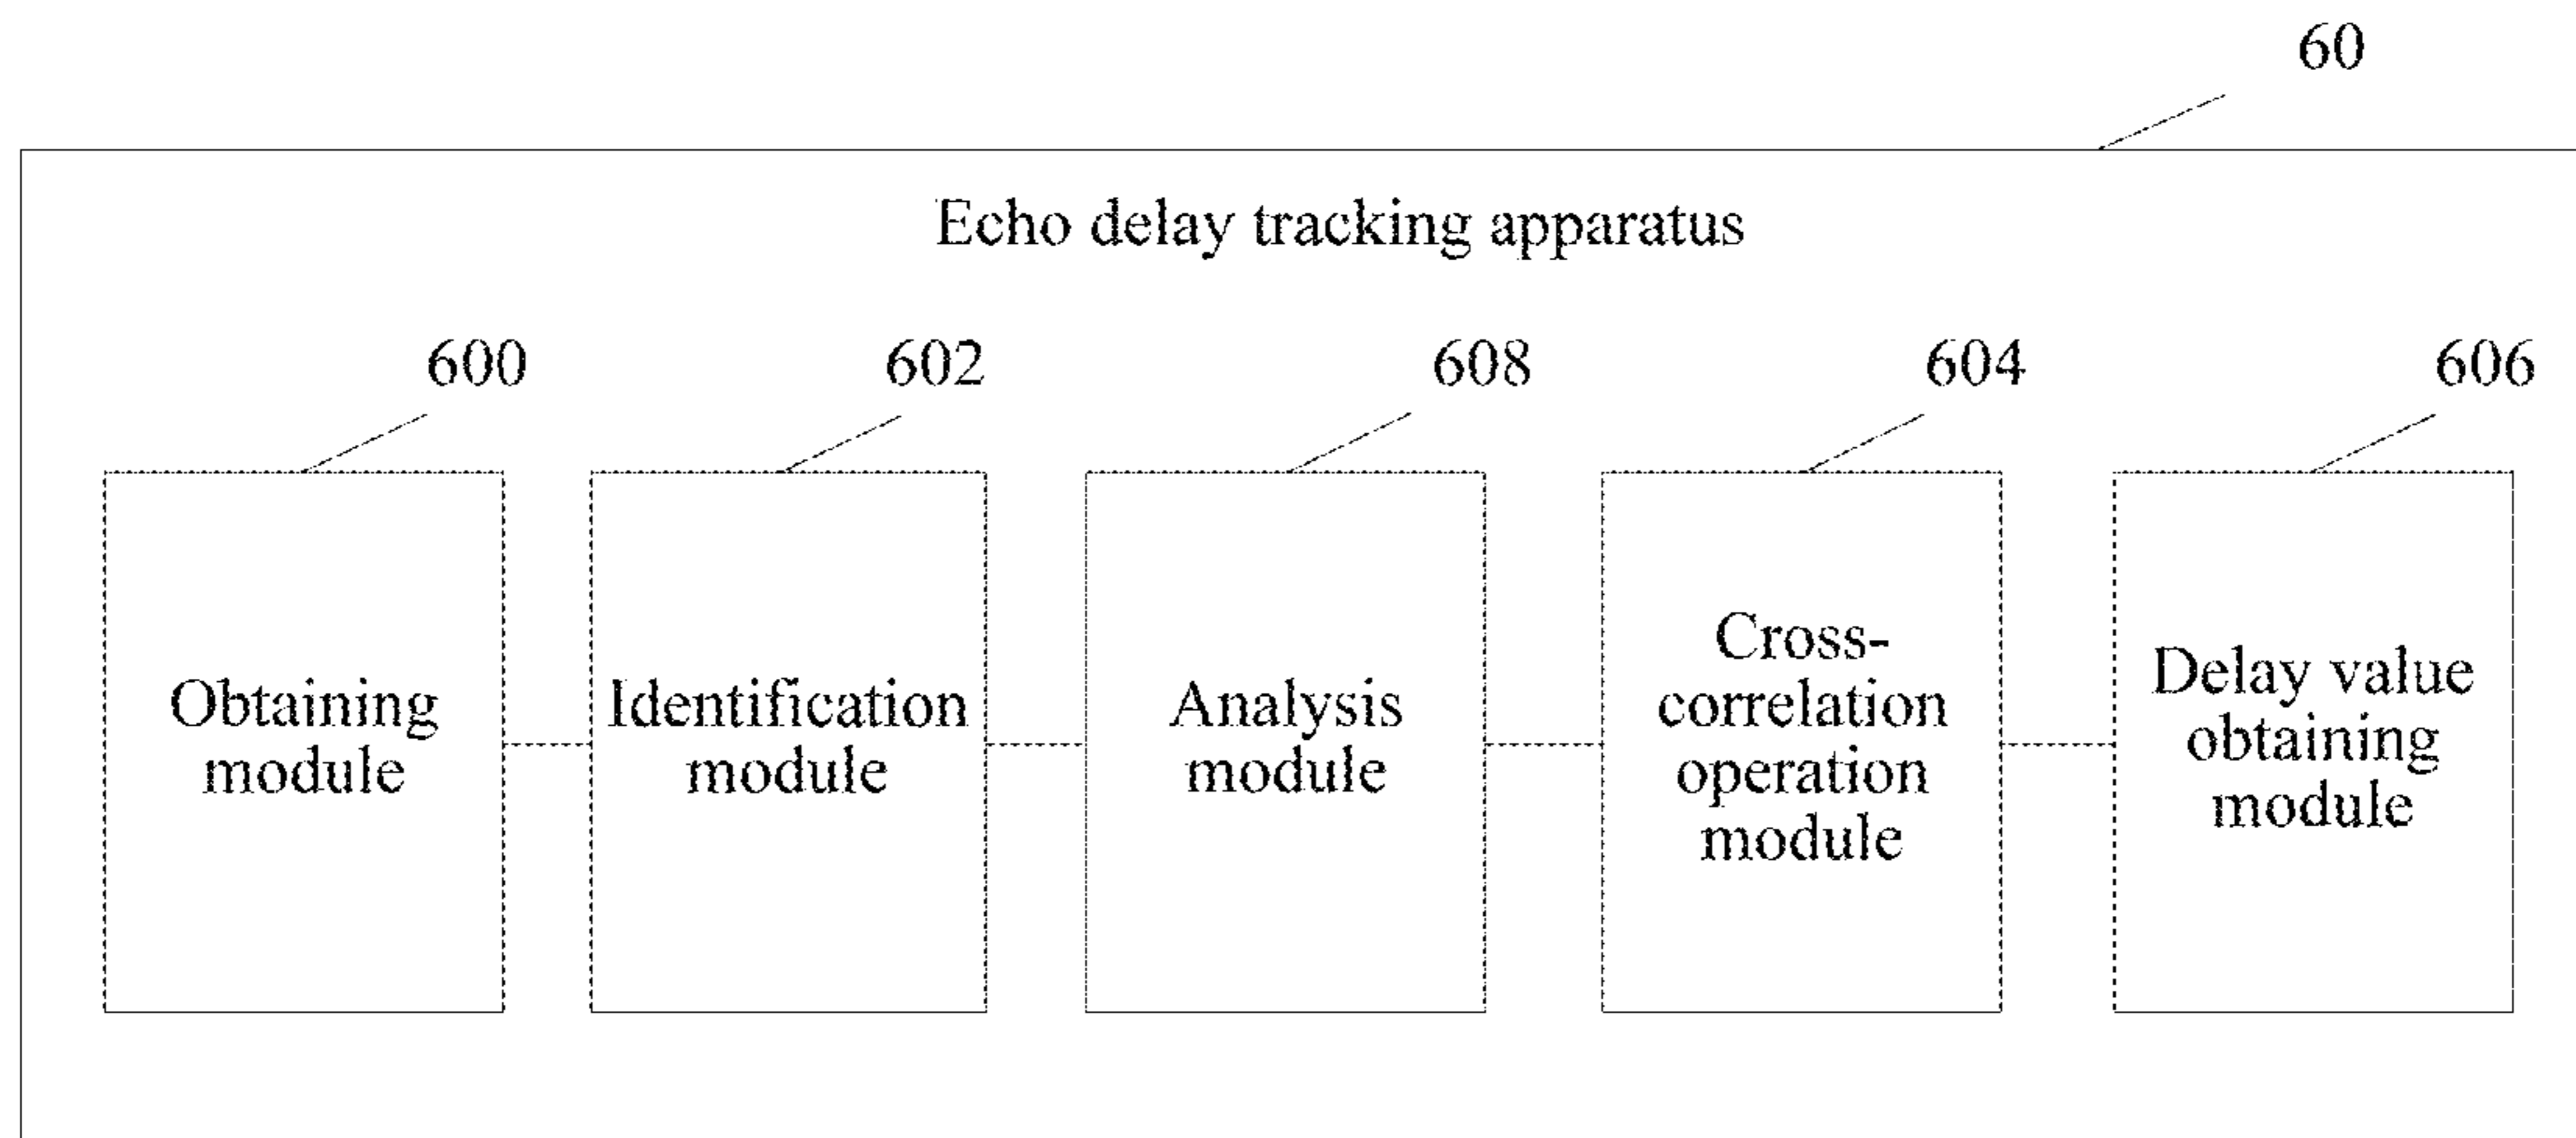 60
Echo delay tracking apparatus
600
602
608
604
606
Obtaining
module
Identification
module
Analysis
module
Cross-
correlation
operation
module
Delay value
obtaining
module